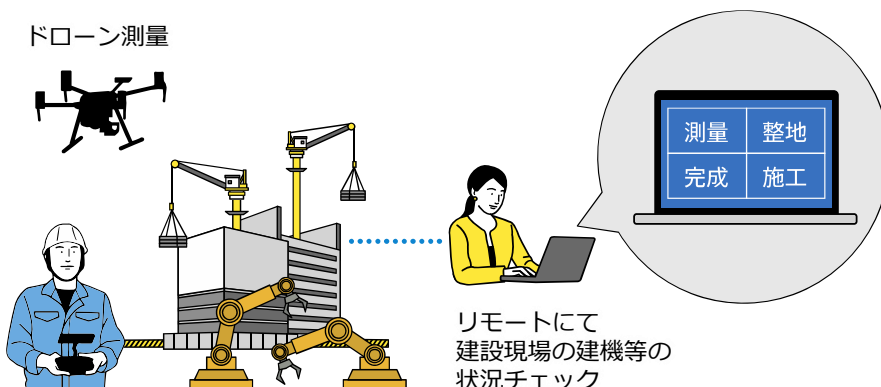 ドローン測量
測量 整地
完成 施工
リモートにて
建設現場の建機等の
状況チェック